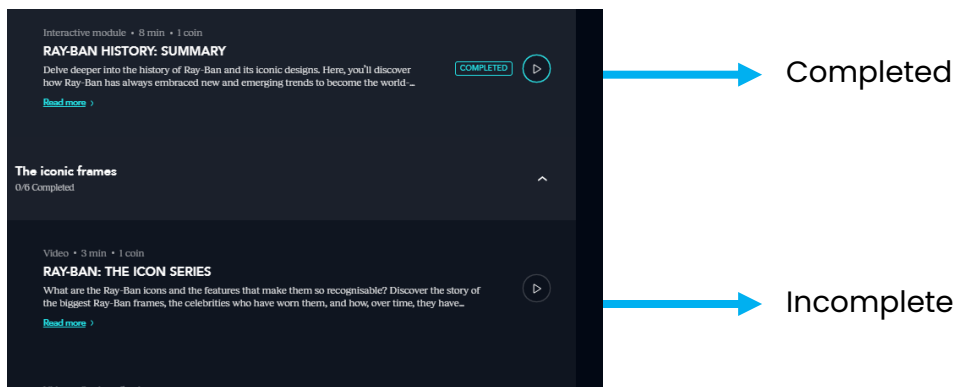 Interactive module • 8 min • 1 coin
RAY-BAN HISTORY: SUMMARY
Delve deeper into the history of Ray-Ban and its iconic designs. Here, you'll discover
how Ray-Ban has always embraced new and emerging trends to become the world-...
Read more ›
COMPLETED
Completed
The iconic frames
0/6 Completed
Video • 3 min • 1 coin
RAY-BAN: THE ICON SERIES
What are the Ray-Ban icons and the features that make them so recognisable? Discover the story of
the biggest Ray-Ban frames, the celebrities who have worn them, and how, over time, they have...
Read more ›
Incomplete